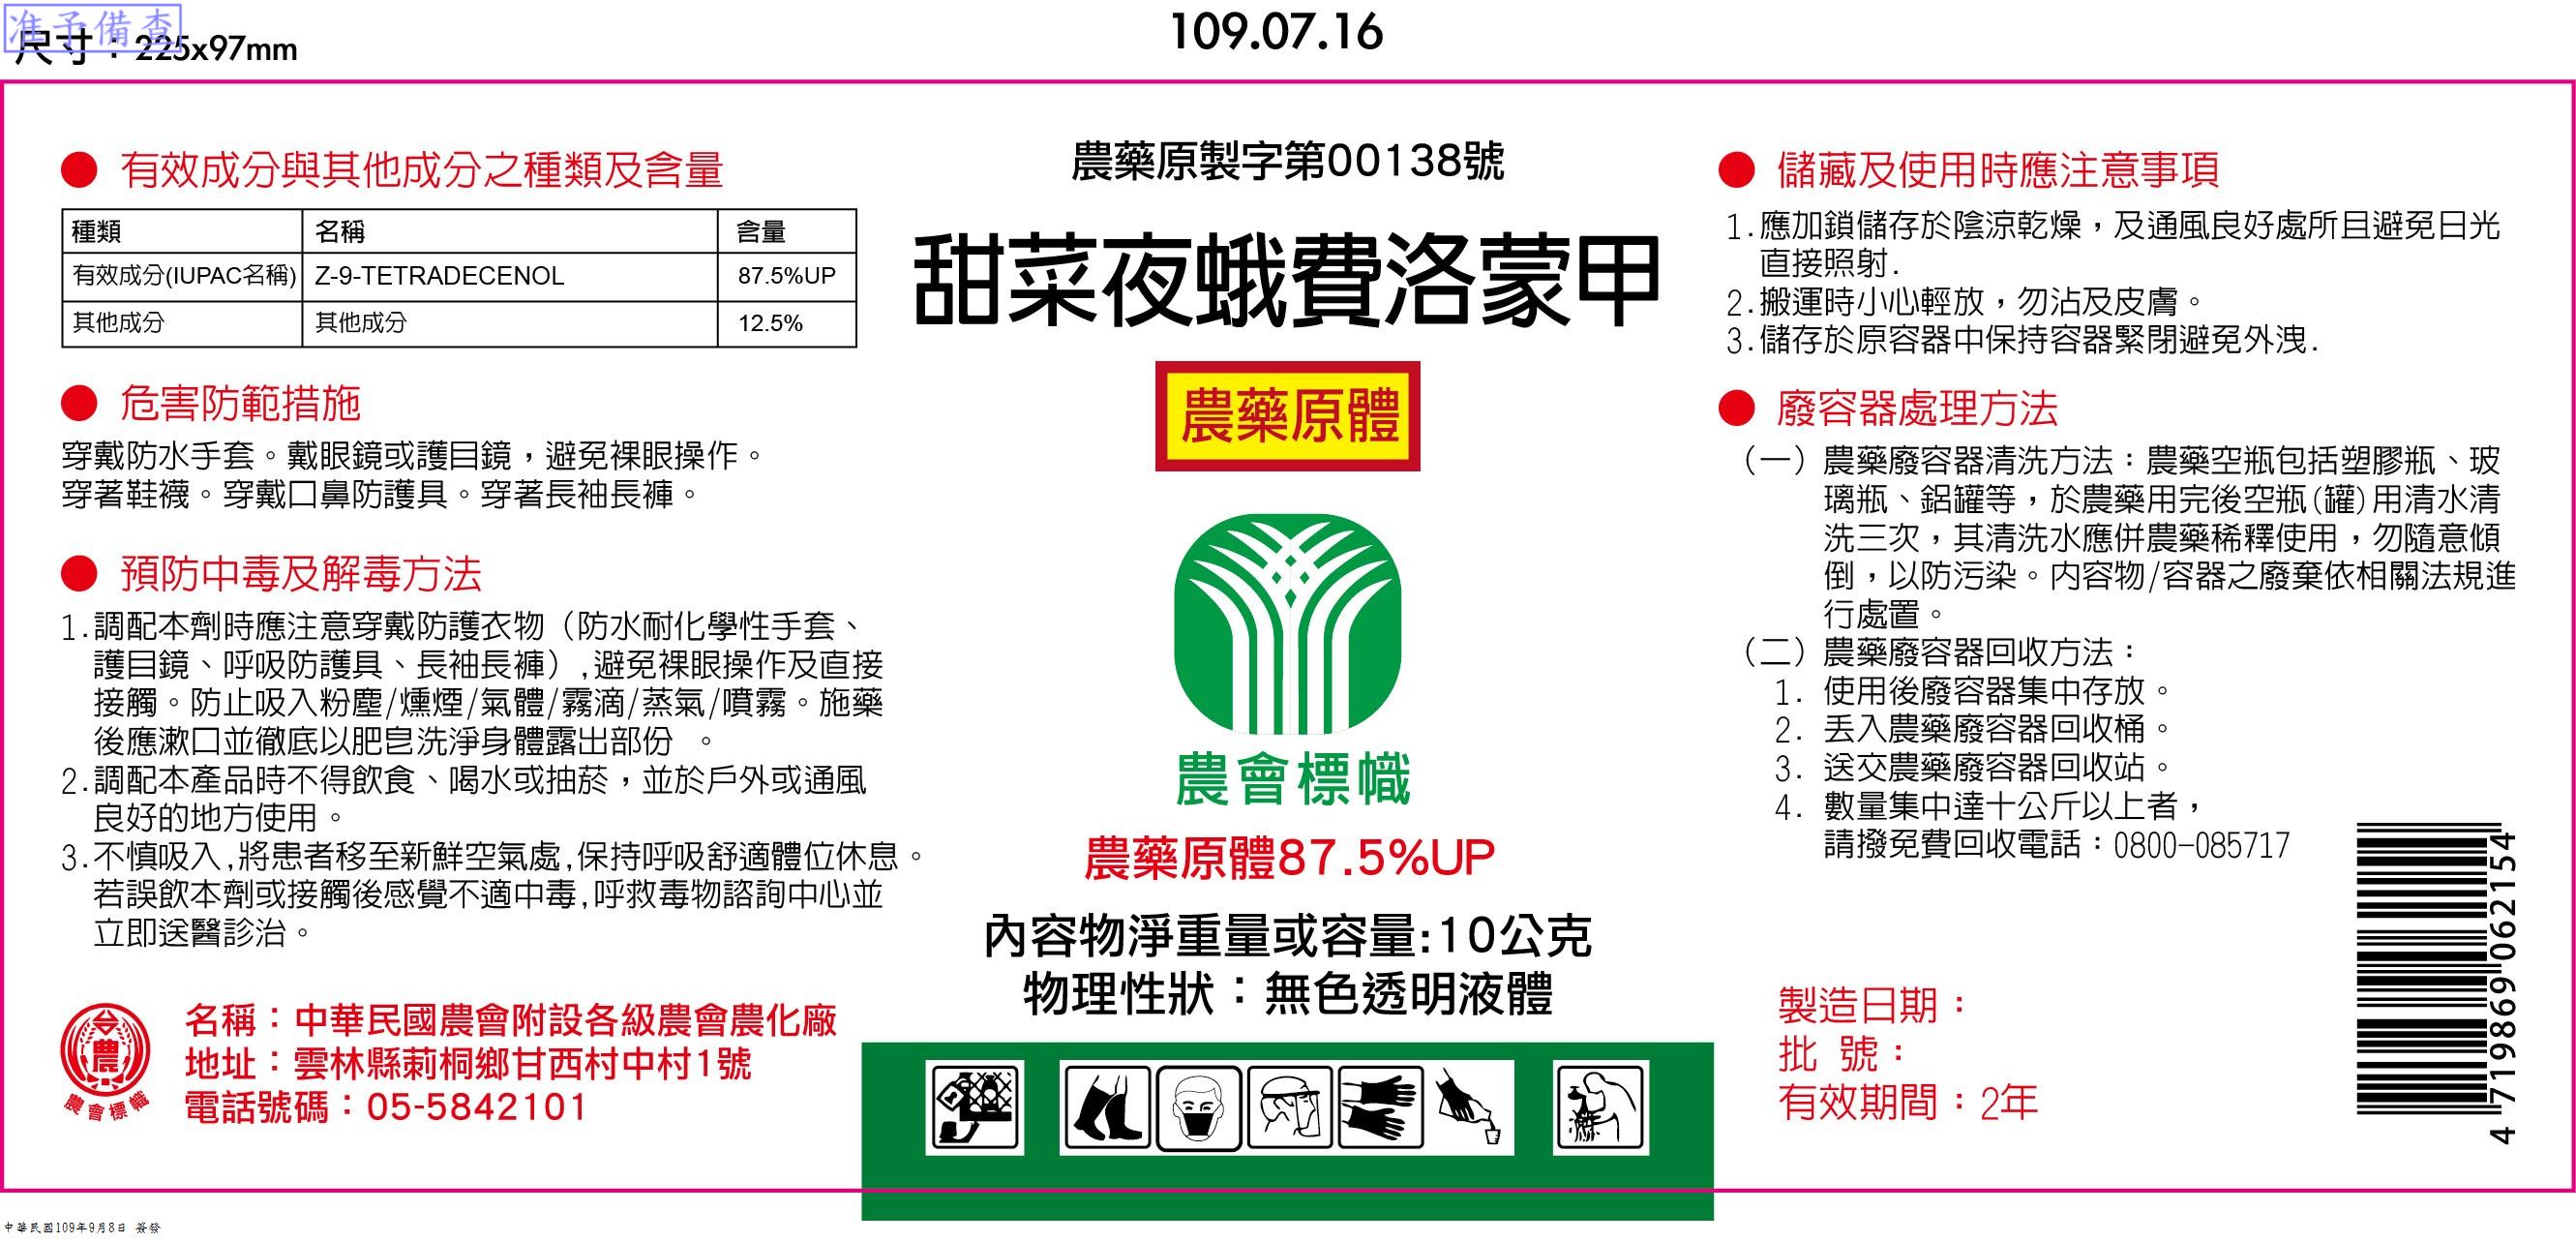 准予備查
尺寸：225x97mm
109.07.16
● 有效成分與其他成分之種類及含量
種類 名稱 含量
有效成分(IUPAC名稱) Z-9-TETRADECENOL 87.5%UP
其他成分 其他成分 12.5%
● 危害防範措施
穿戴防水手套。戴眼鏡或護目鏡，避免裸眼操作。
穿著鞋襪。穿戴口鼻防護具。穿著長袖長褲。
● 預防中毒及解毒方法
1.調配本劑時應注意穿戴防護衣物（防水耐化學性手套、
護目鏡、呼吸防護具、長袖長褲）,避免裸眼操作及直接
接觸。防止吸入粉塵/燻煙/氣體/霧滴/蒸氣/噴霧。施藥
後應漱口並徹底以肥皂洗淨身體露出部份 。
2.調配本產品時不得飲食、喝水或抽菸，並於戶外或通風
良好的地方使用。
3.不慎吸入,將患者移至新鮮空氣處,保持呼吸舒適體位休息。
若誤飲本劑或接觸後感覺不適中毒,呼救毒物諮詢中心並
立即送醫診治。
農
農會標幟
名稱：中華民國農會附設各級農會農化廠
地址：雲林縣莿桐鄉甘西村中村1號
電話號碼：05-5842101
農藥原製字第00138號
甜菜夜蛾費洛蒙甲
農藥原體
農會標幟
農藥原體87.5%UP
內容物淨重量或容量:10公克
物理性狀：無色透明液體
● 儲藏及使用時應注意事項
1.應加鎖儲存於陰涼乾燥，及通風良好處所且避免日光
直接照射.
2.搬運時小心輕放，勿沾及皮膚。
3.儲存於原容器中保持容器緊閉避免外洩.
● 廢容器處理方法
（一）農藥廢容器清洗方法：農藥空瓶包括塑膠瓶、玻
璃瓶、鋁罐等，於農藥用完後空瓶(罐)用清水清
洗三次，其清洗水應併農藥稀釋使用，勿隨意傾
倒，以防污染。內容物/容器之廢棄依相關法規進
行處置。
（二）農藥廢容器回收方法：
1. 使用後廢容器集中存放。
2. 丟入農藥廢容器回收桶。
3. 送交農藥廢容器回收站。
4. 數量集中達十公斤以上者，
請撥免費回收電話：0800-085717
製造日期：
批 號：
有效期間：2年
4 719869 062154
中華民國109年9月8日 簽發